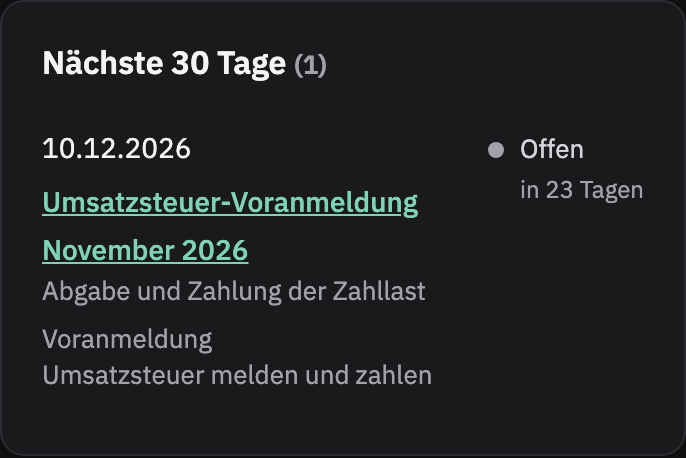 Nächste 30 Tage (1)
10.12.2026
Offen
in 23 Tagen
Umsatzsteuer-Voranmeldung
November 2026
Abgabe und Zahlung der Zahllast
Voranmeldung
Umsatzsteuer melden und zahlen